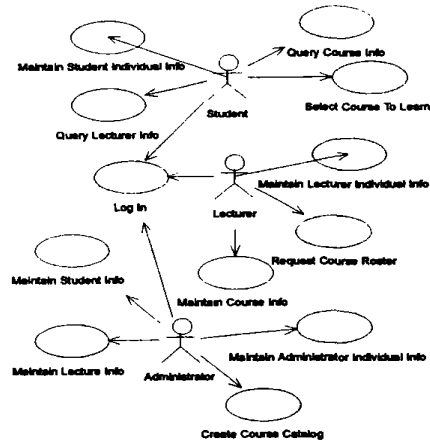 Query Course Info
Maintain Student Individual Info
Select Course To Learn
Student
Query Lecturer Info
Maintain Lecturer Individual Info
Log In
Lecturer
Request Course Roster
Maintain Student Info
Maintain Course Info
Maintain Administrator Individual Info
Maintain Lecture Info
Administrator
Create Course Catalog